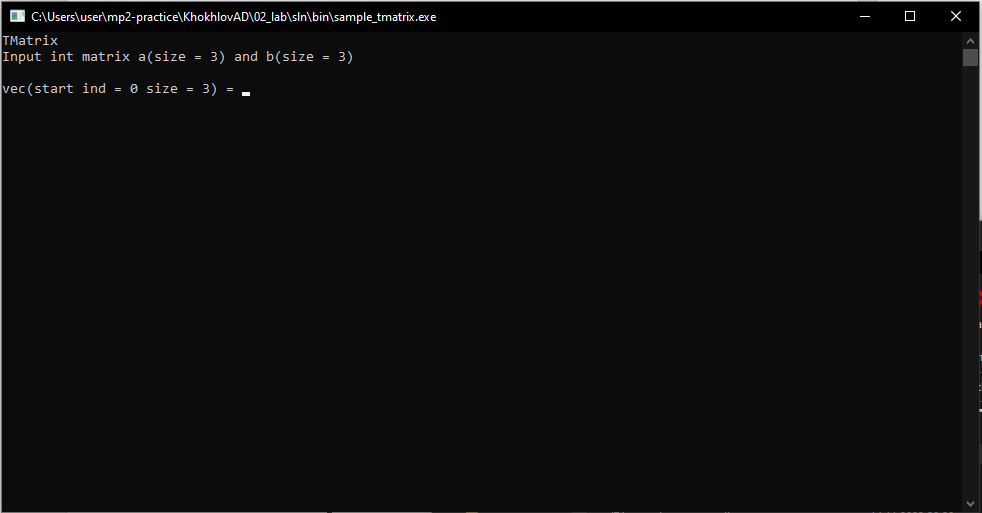 C:\Users\user\mp2-practice\KhokhlovAD\02_lab\sln\bin\sample_tmatrix.exe
TMatrix
Input int matrix a(size = 3) and b(size = 3)
vec(start ind = 0 size = 3) =